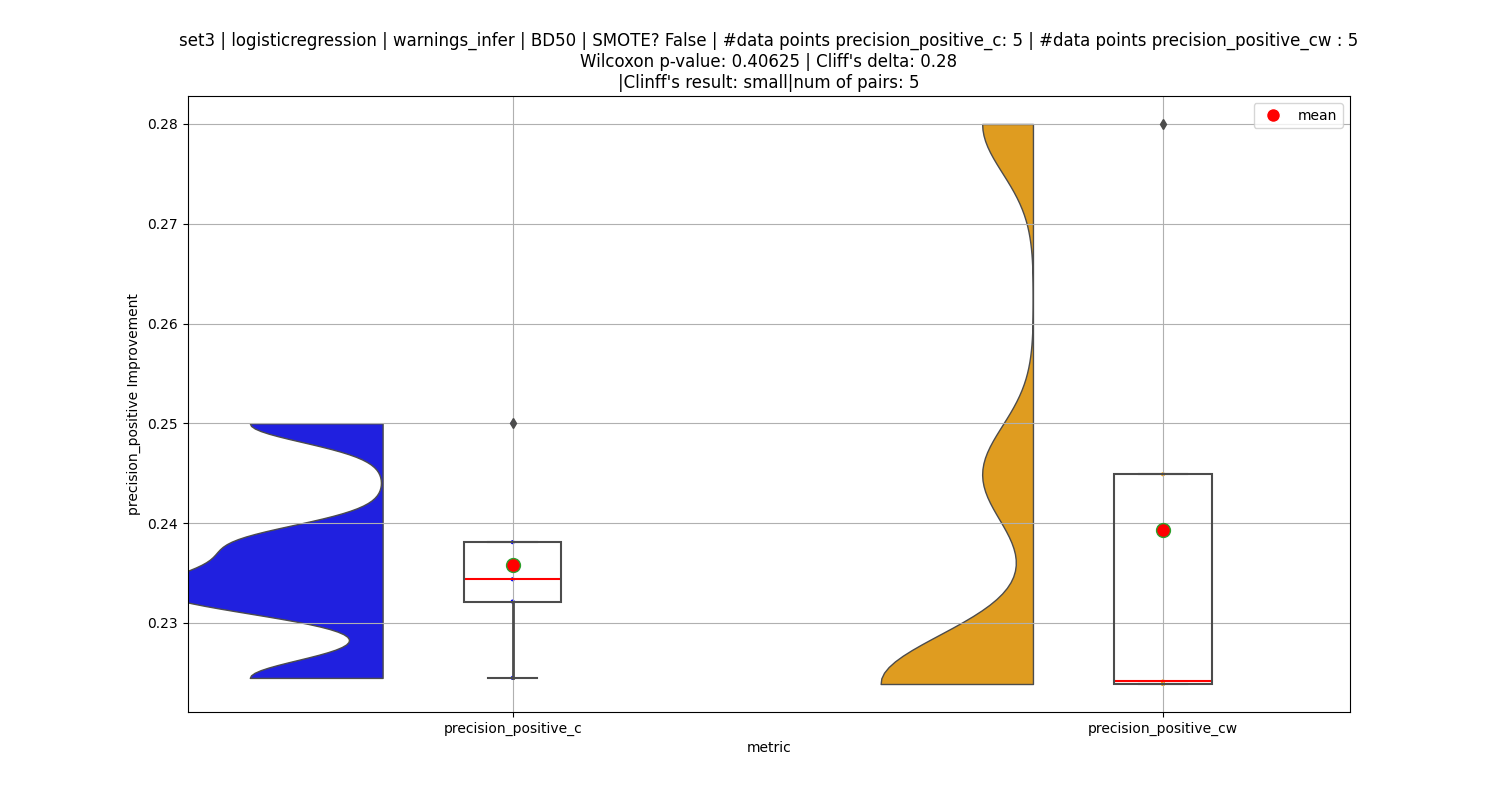 set3 | logisticregression | warnings_infer | BD50 | SMOTE? False | #data points precision_positive_c: 5 | #data points precision_positive_cw : 5
Wilcoxon p-value: 0.40625 | Cliff's delta: 0.28
|Clinff's result: small|num of pairs: 5
mean
0.28
0.27
0.26
0.25
0.24
0.23
precision_positive Improvement
precision_positive_c
precision_positive_cw
metric